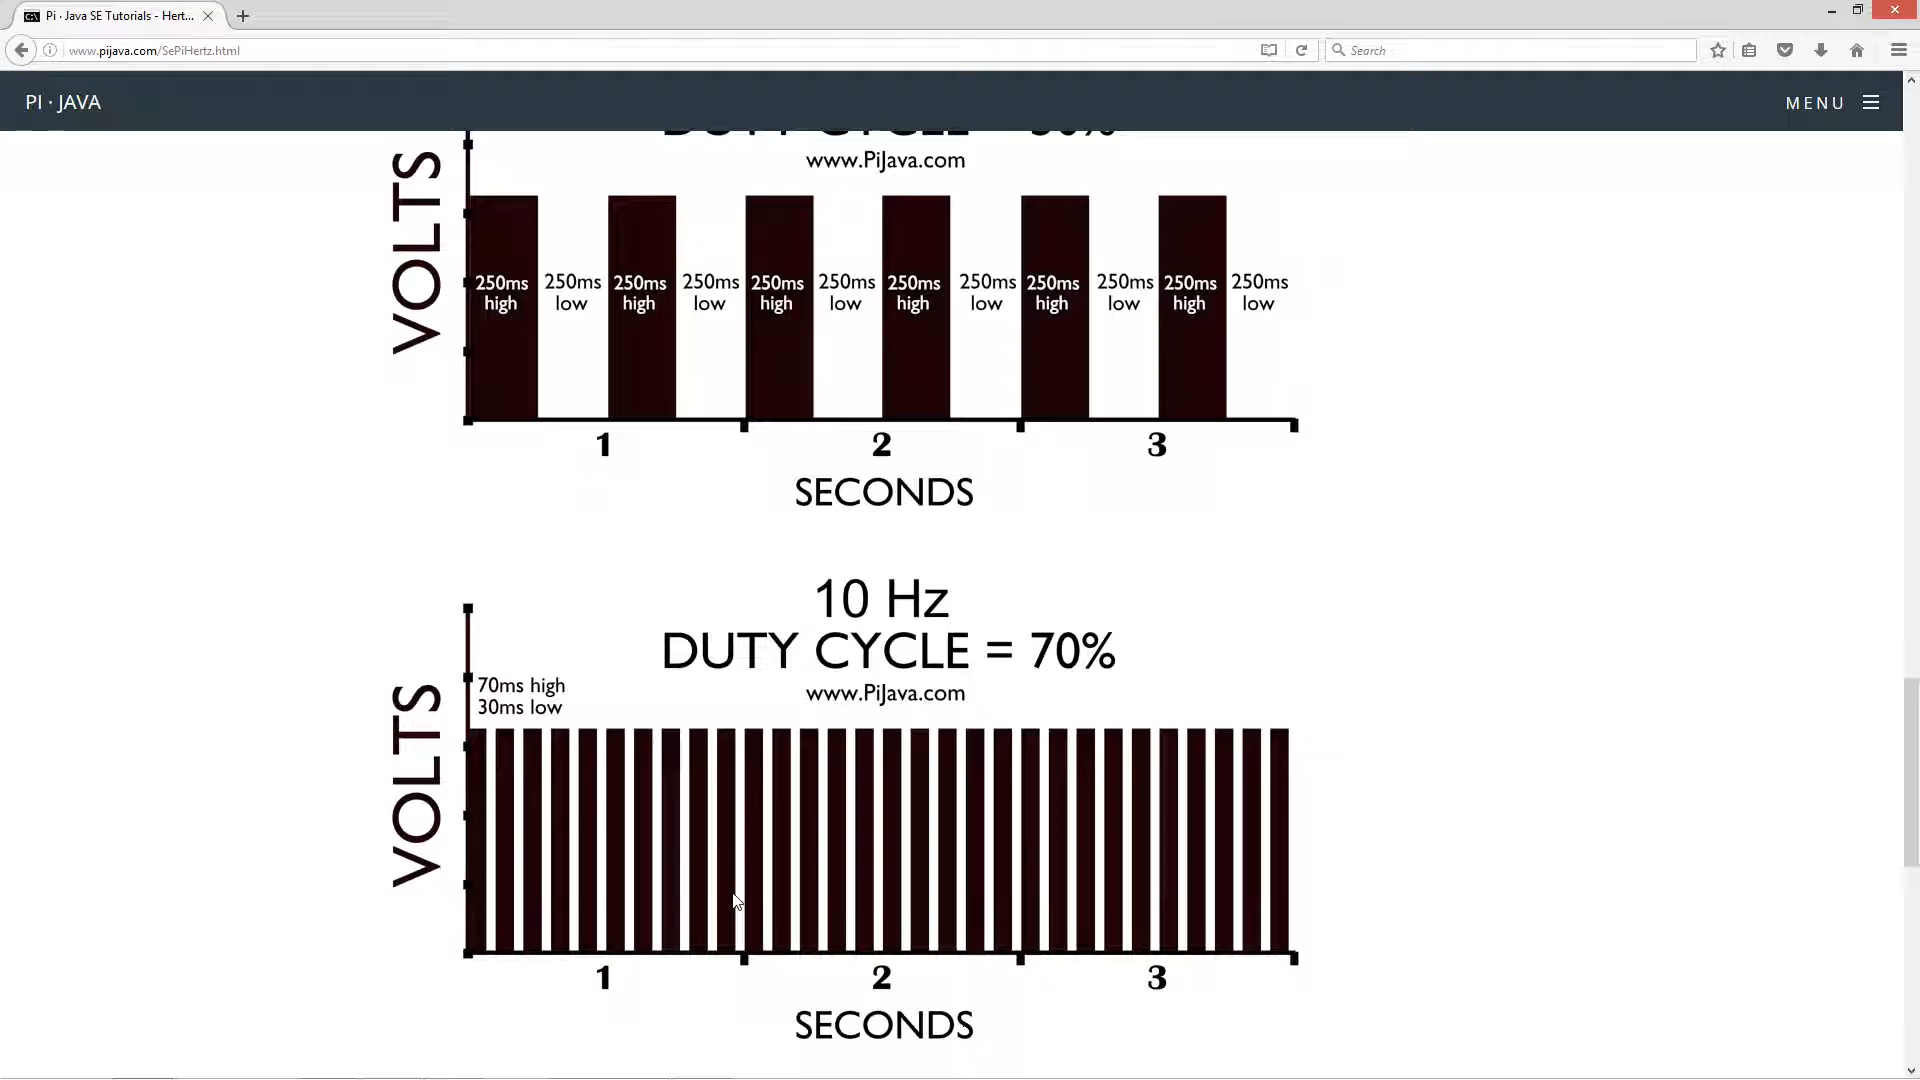 Pi · Java SE Tutorials - Hert...
www.pijava.com/SePiHertz.html
Search
PI · JAVA
MENU
DUTY CYCLE = 50%
www.PiJava.com
VOLTS
250ms high
250ms low
250ms high
250ms low
250ms high
250ms low
250ms high
250ms low
250ms high
250ms low
250ms high
250ms low
1 2 3
SECONDS
10 Hz
DUTY CYCLE = 70%
www.PiJava.com
70ms high
30ms low
VOLTS
1 2 3
SECONDS